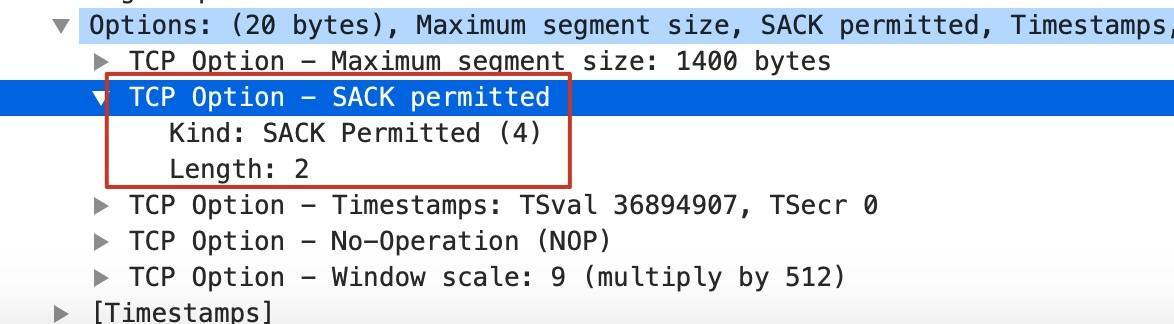 Options: (20 bytes), Maximum segment size, SACK permitted, Timestamps,
TCP Option – Maximum segment size: 1400 bytes
TCP Option – SACK permitted
Kind: SACK Permitted (4)
Length: 2
TCP Option – Timestamps: TSval 36894907, TSecr 0
TCP Option – No-Operation (NOP)
TCP Option – Window scale: 9 (multiply by 512)
[Timestamps]